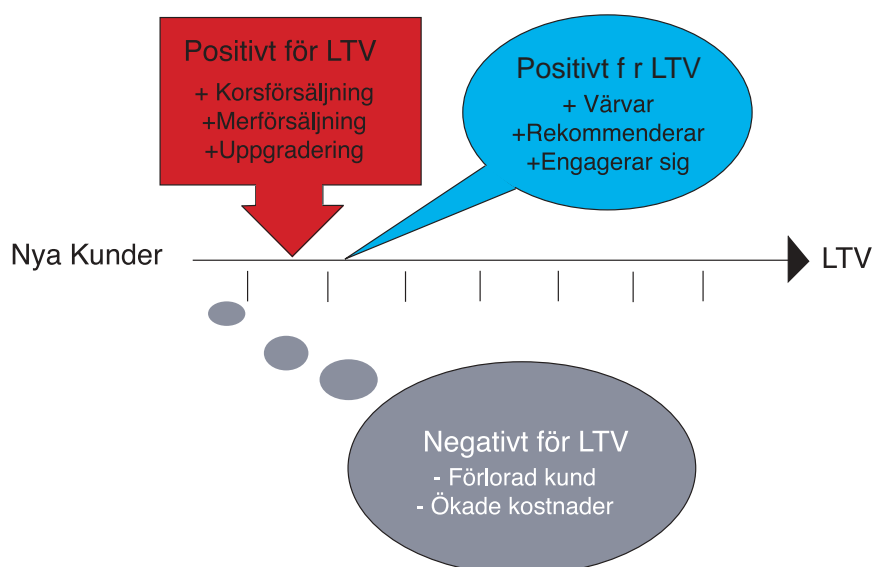 Positivt för LTV
+ Korsförsäljning
+Merförsäljning
+Uppgradering
Positivt f r LTV
+ Värvar
+Rekommenderar
+Engagerar sig
Nya Kunder
LTV
Negativt för LTV
- Förlorad kund
- Ökade kostnader